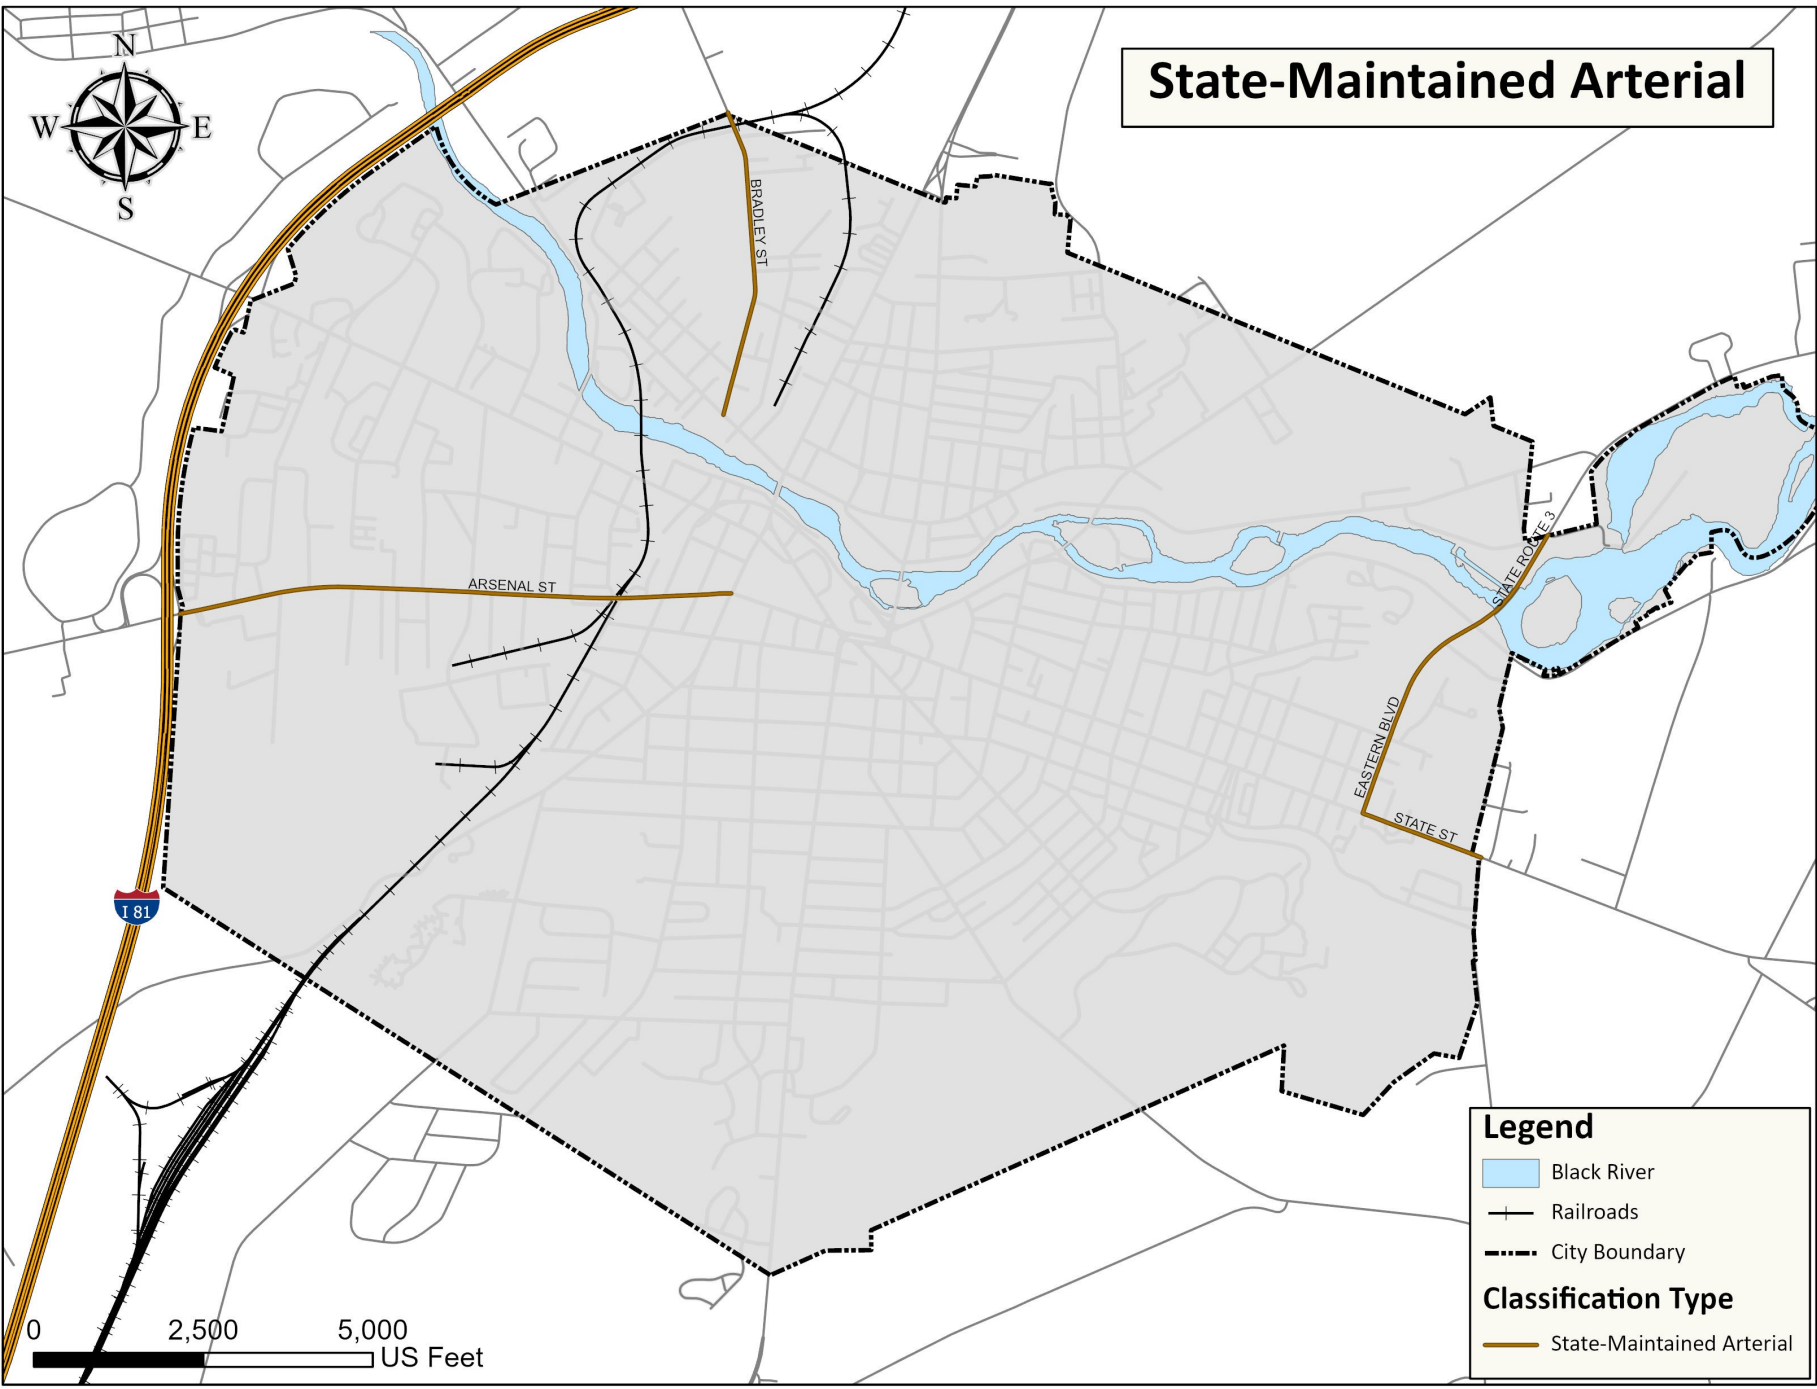 State-Maintained Arterial
N
W E
S
BRADLEY ST
ARSENAL ST
STATE ROUTE 3
EASTERN BLVD
STATE ST
I 81
Legend
Black River
Railroads
City Boundary
Classification Type
State-Maintained Arterial
0 2,500 5,000
US Feet